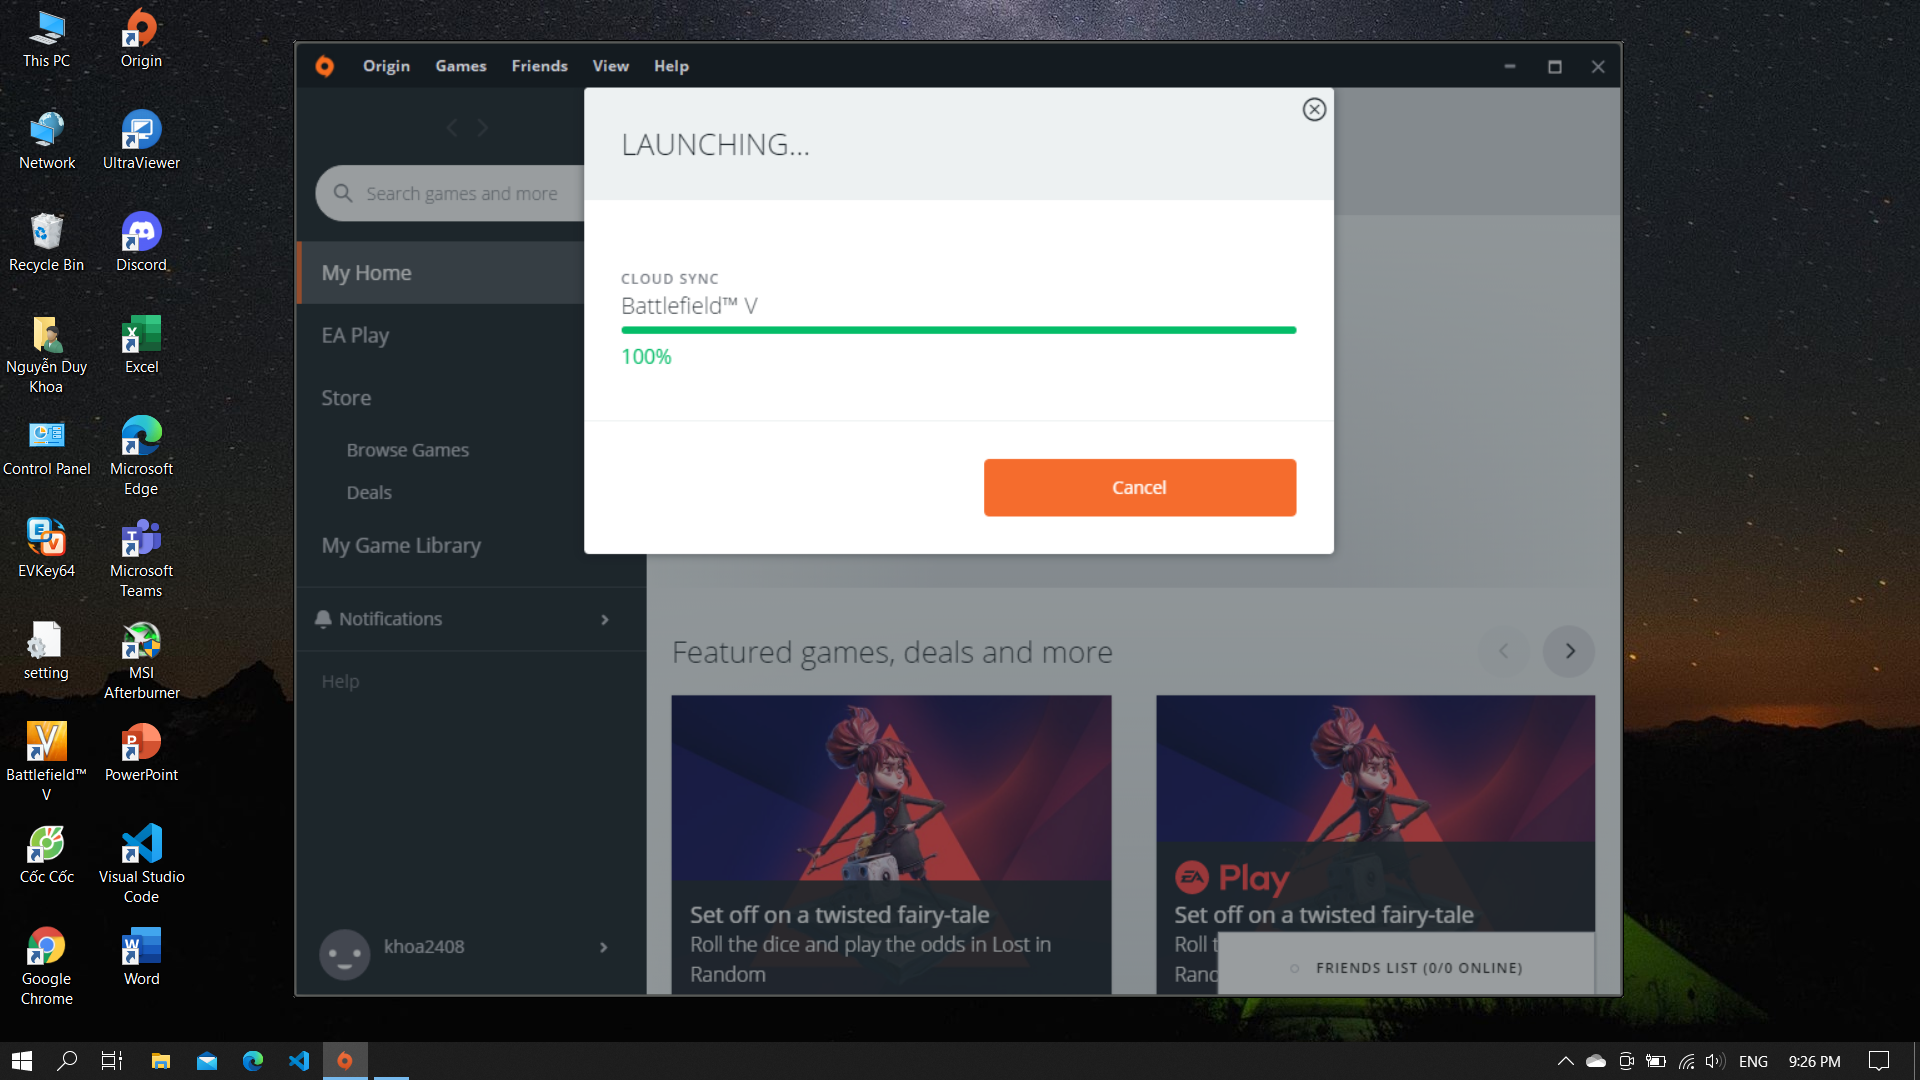 This PC
Origin
Network
UltraViewer
Recycle Bin
Discord
Nguyễn Duy
Khoa
Excel
Control Panel
Microsoft
Edge
EVKey64
Microsoft
Teams
setting
MSI
Afterburner
Battlefield™
V
PowerPoint
Cốc Cốc
Visual Studio
Code
Google
Chrome
Word
Origin
Games
Friends
View
Help
Search games and more
My Home
EA Play
Store
Browse Games
Deals
My Game Library
Notifications
Help
khoa2408
LAUNCHING...
CLOUD SYNC
Battlefield™ V
100%
Cancel
Featured games, deals and more
Set off on a twisted fairy-tale
Roll the dice and play the odds in Lost in
Random
EA Play
Set off on a twisted fairy-tale
Roll t
Rand
FRIENDS LIST (0/0 ONLINE)
ENG
9:26 PM